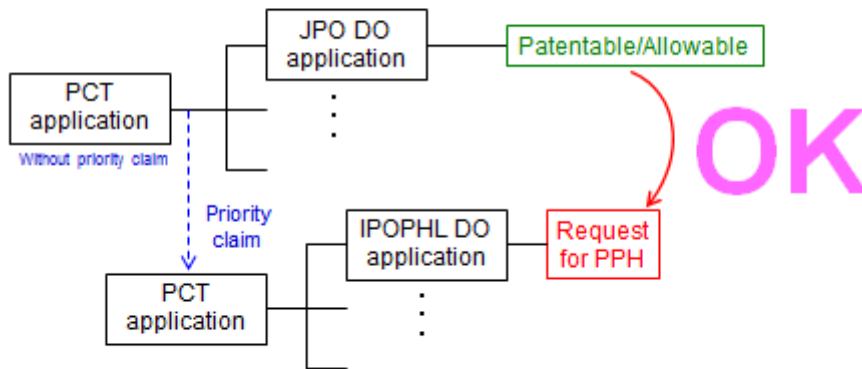 JPO DO
application
Patentable/Allowable
PCT
application
Without priority claim
OK
Priority
claim
IPOPHL DO
application
Request
for PPH
PCT
application